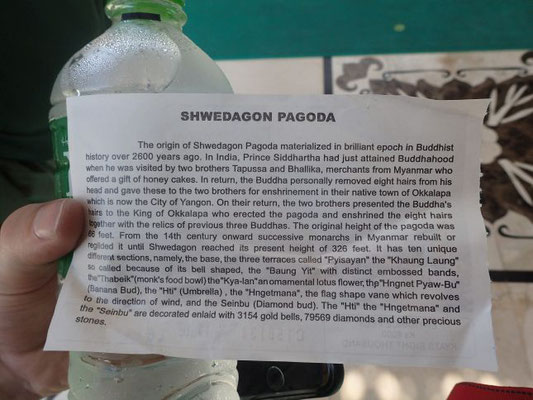 SHWEDAGON PAGODA
The origin of Shwedagon Pagoda materialized in brilliant epoch in Buddhist
history over 2600 years ago. In India, Prince Siddhartha had just attained Buddhahood
when he was visited by two brothers Tapussa and Bhallika, merchants from Myanmar who
offered a gift of honey cakes. In return, the Buddha personally removed eight hairs from his
head and gave these to the two brothers for enshrinement in their native town of Okkalapa
which is now the City of Yangon. On their return, the two brothers presented the Buddha's
hairs to the King of Okkalapa who erected the pagoda and enshrined the eight hairs
together with the relics of previous three Buddhas. The original height of the pagoda was
66 feet. From the 14th century onward successive monarchs in Myanmar rebuilt or
regilded it until Shwedagon reached its present height of 326 feet. It has ten unique
different sections, namely, the base, the three terraces called "Pyisayan" the "Khaung Laung"
so called because of its bell shaped, the "Baung Yit" with distinct embossed bands,
the"Thabeik"(monk's food bowl) the"Kya-lan"an ornamental lotus flower, the"Hngnet Pyaw-Bu"
(Banana Bud), the "Hti" (Umbrella) , the "Hngetmana", the flag shape vane which revolves
to the direction of wind, and the Seinbu (Diamond bud). The "Hti" the "Hngetmana" and
the "Seinbu" are decorated enlaid with 3154 gold bells, 79569 diamonds and other precious
stones.